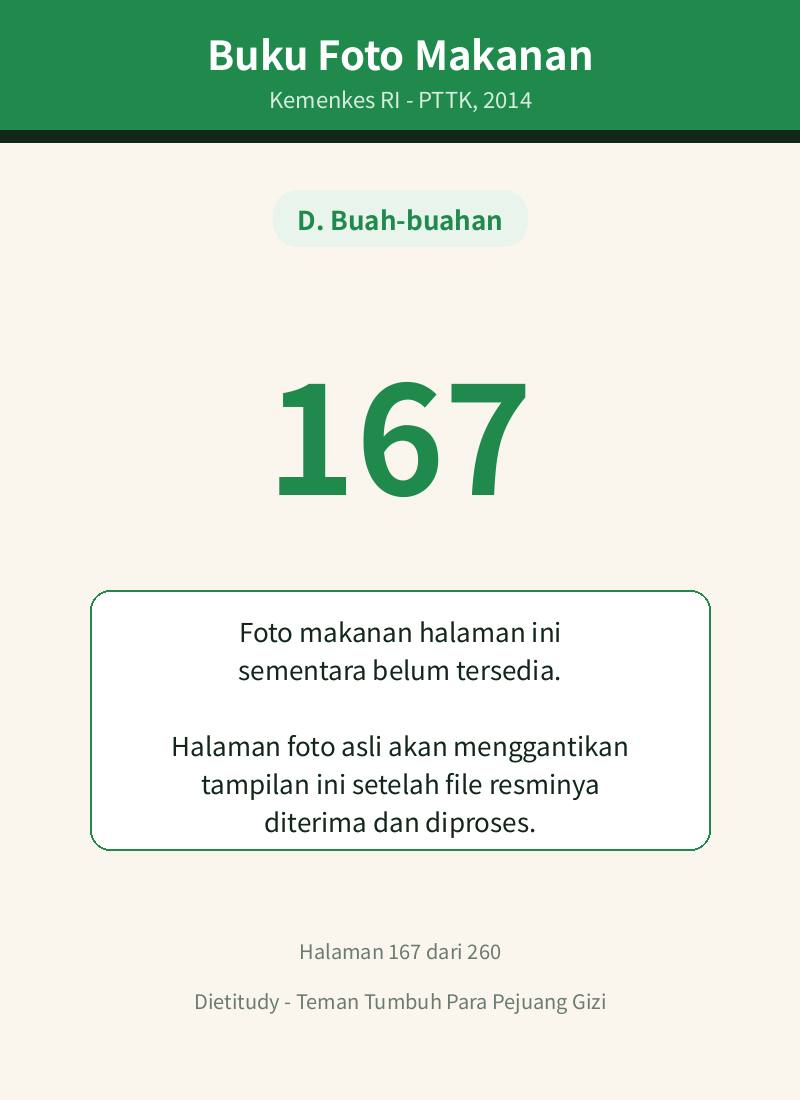 Buku Foto Makanan
Kemenkes RI - PTTK, 2014
D. Buah-buahan
167
Foto makanan halaman ini
sementara belum tersedia.
Halaman foto asli akan menggantikan
tampilan ini setelah file resminya
diterima dan diproses.
Halaman 167 dari 260
Dietitudy - Teman Tumbuh Para Pejuang Gizi